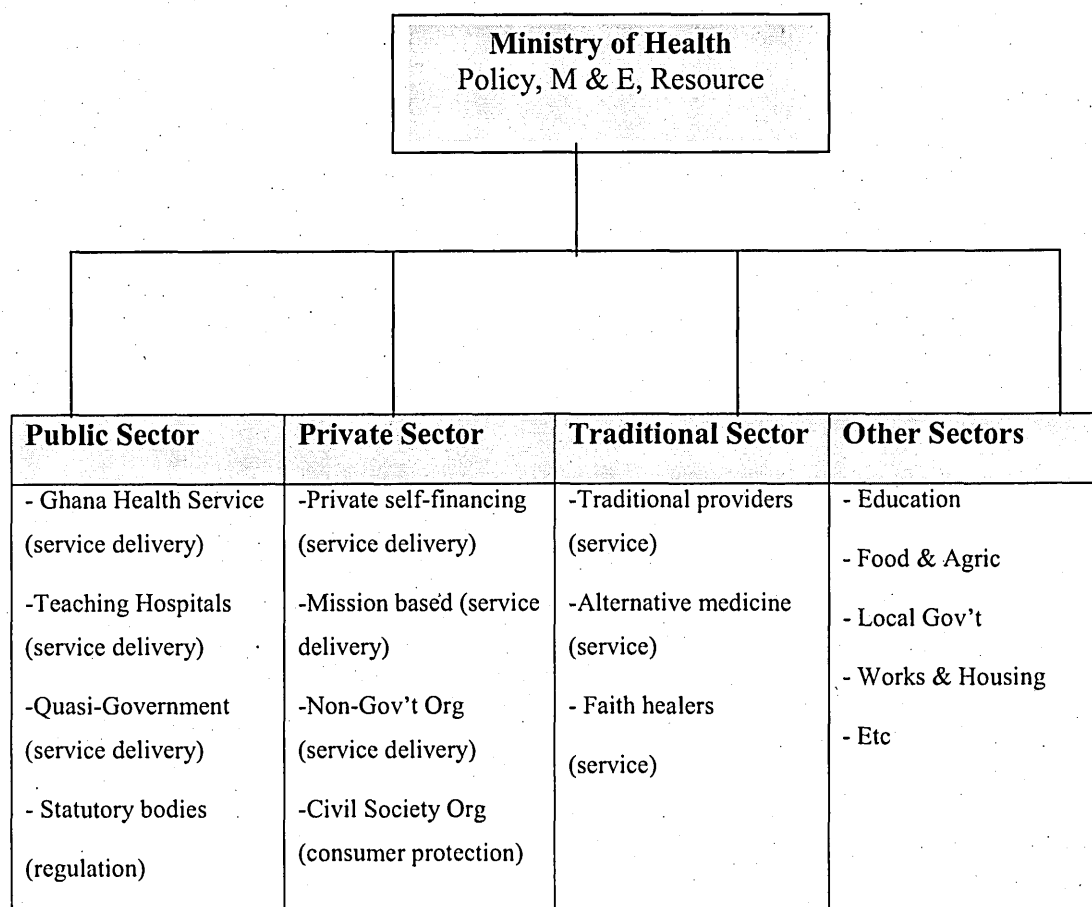 Ministry of Health
Policy, M & E, Resource
Public Sector
- Ghana Health Service
(service delivery)
-Teaching Hospitals
(service delivery)
-Quasi-Government
(service delivery)
- Statutory bodies
(regulation)
Private Sector
-Private self-financing
(service delivery)
-Mission based (service
delivery)
-Non-Gov't Org
(service delivery)
-Civil Society Org
(consumer protection)
Traditional Sector
-Traditional providers
(service)
-Alternative medicine
(service)
- Faith healers
(service)
Other Sectors
- Education
- Food & Agric
- Local Gov't
- Works & Housing
- Etc